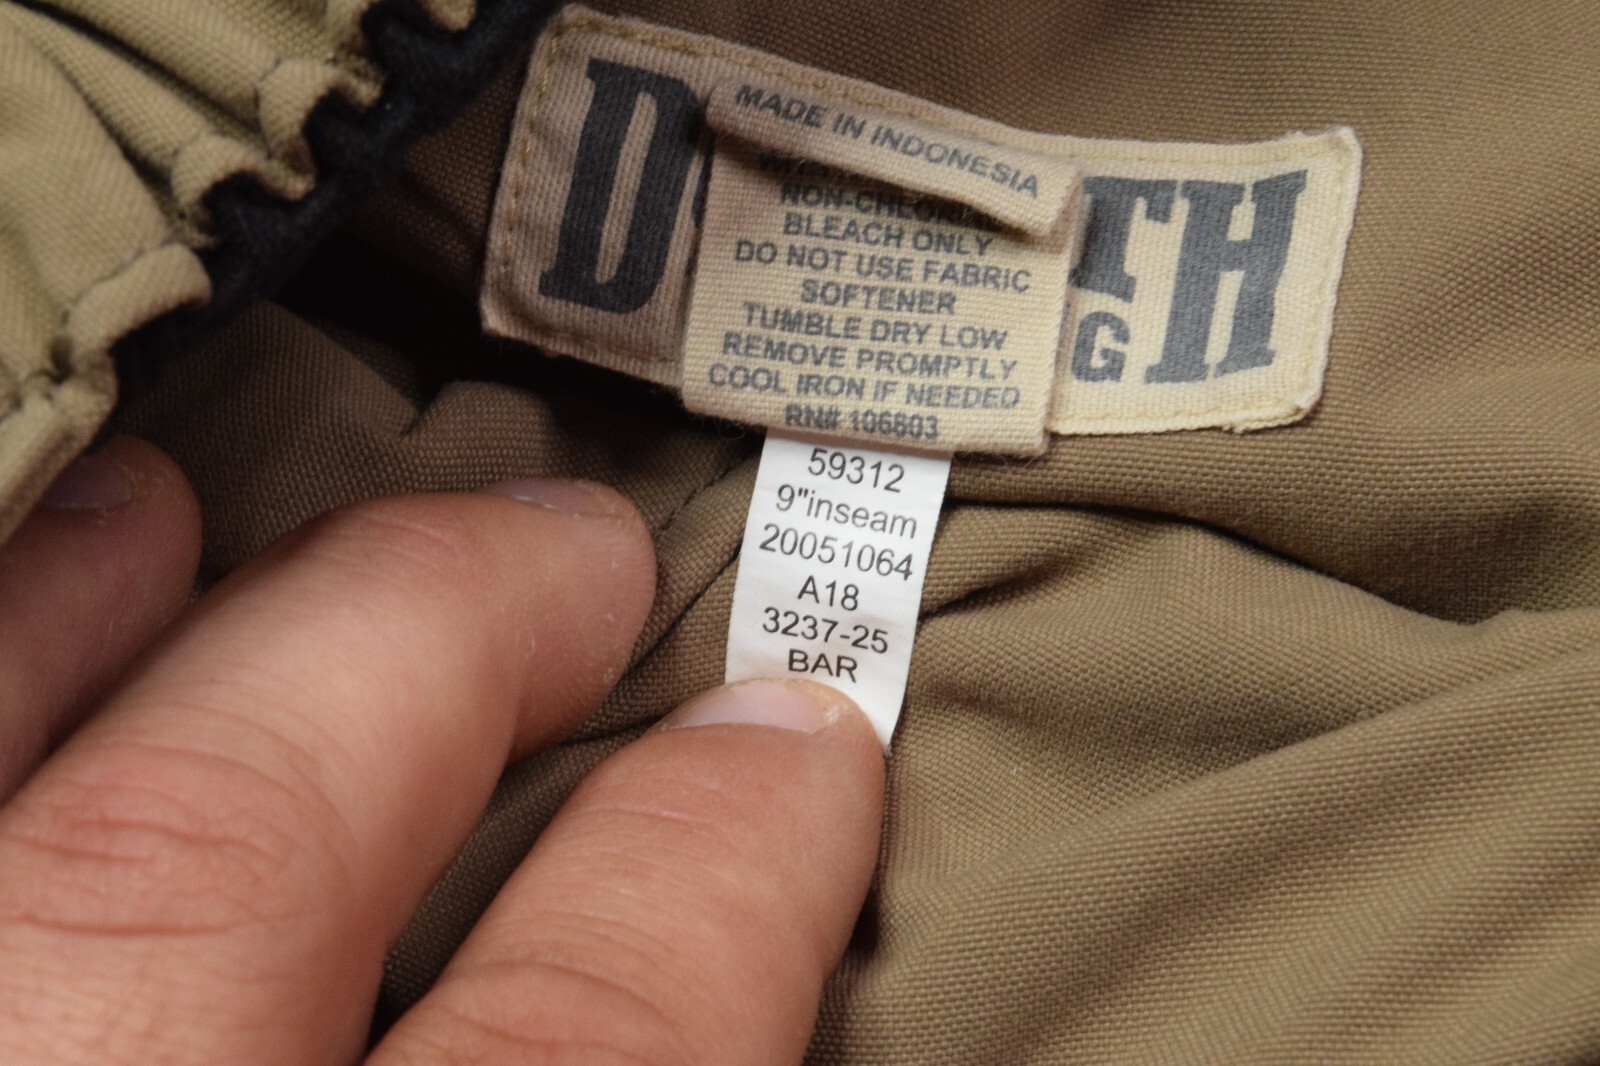 MADE IN INDONESIA
BLEACH ONLY
DO NOT USE FABRIC
SOFTENER
TUMBLE DRY LOW
REMOVE PROMPTLY
COOL IRON IF NEEDED
RN# 106803
59312
9"inseam
20051064
A18
3237-25
BAR